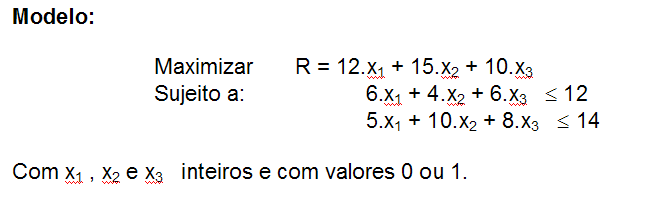 Modelo:
Maximizar R = 12.x₁ + 15.x₂ + 10.x₃
Sujeito a: 6.x₁ + 4.x₂ + 6.x₃ ≤ 12
5.x₁ + 10.x₂ + 8.x₃ ≤ 14
Com x₁ , x₂ e x₃ inteiros e com valores 0 ou 1.